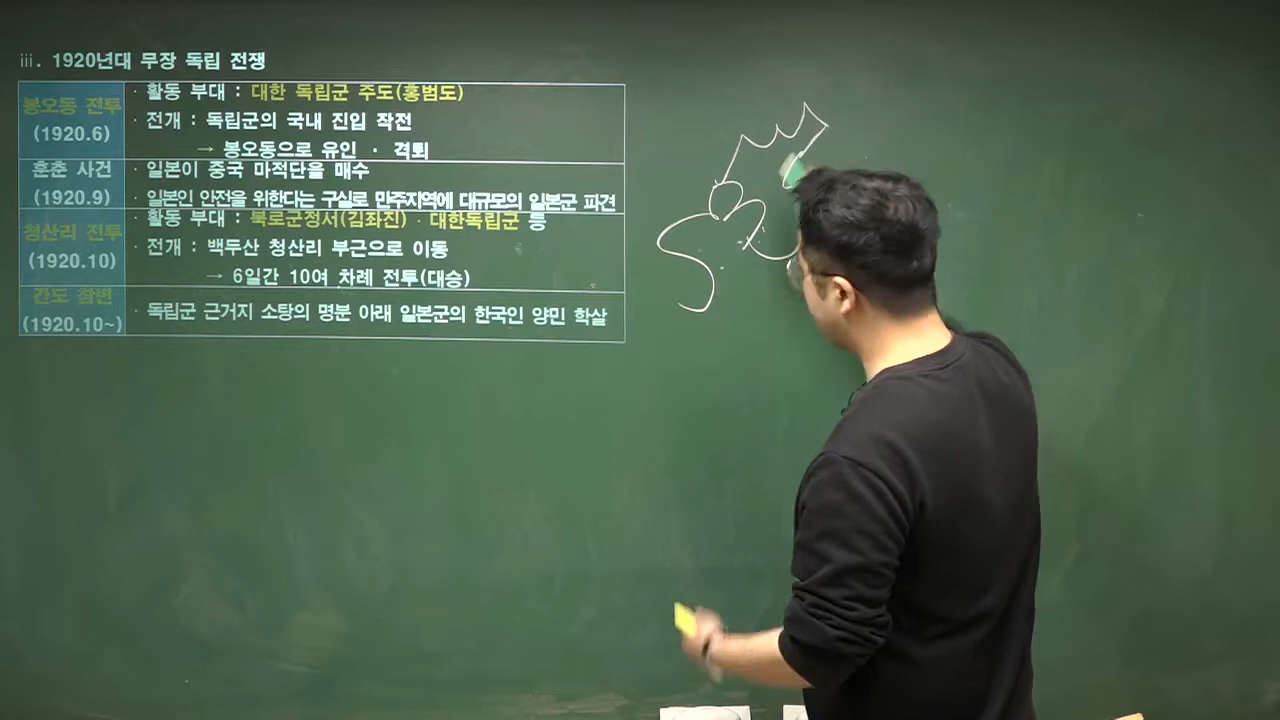 ⅲ. 1920년대 무장 독립 전쟁
봉오동 전투
(1920.6)
· 활동 부대 : 대한 독립군 주도(홍범도)
· 전개 : 독립군의 국내 진입 작전
→ 봉오동으로 유인 · 격퇴
훈춘 사건
(1920.9)
· 일본이 중국 마적단을 매수
· 일본인 안전을 위한다는 구실로 만주지역에 대규모의 일본군 파견
청산리 전투
(1920.10)
· 활동 부대 : 북로군정서(김좌진) · 대한독립군 등
· 전개 : 백두산 청산리 부근으로 이동
→ 6일간 10여 차례 전투(대승)
간도 참변
(1920.10~)
· 독립군 근거지 소탕의 명분 아래 일본군의 한국인 양민 학살